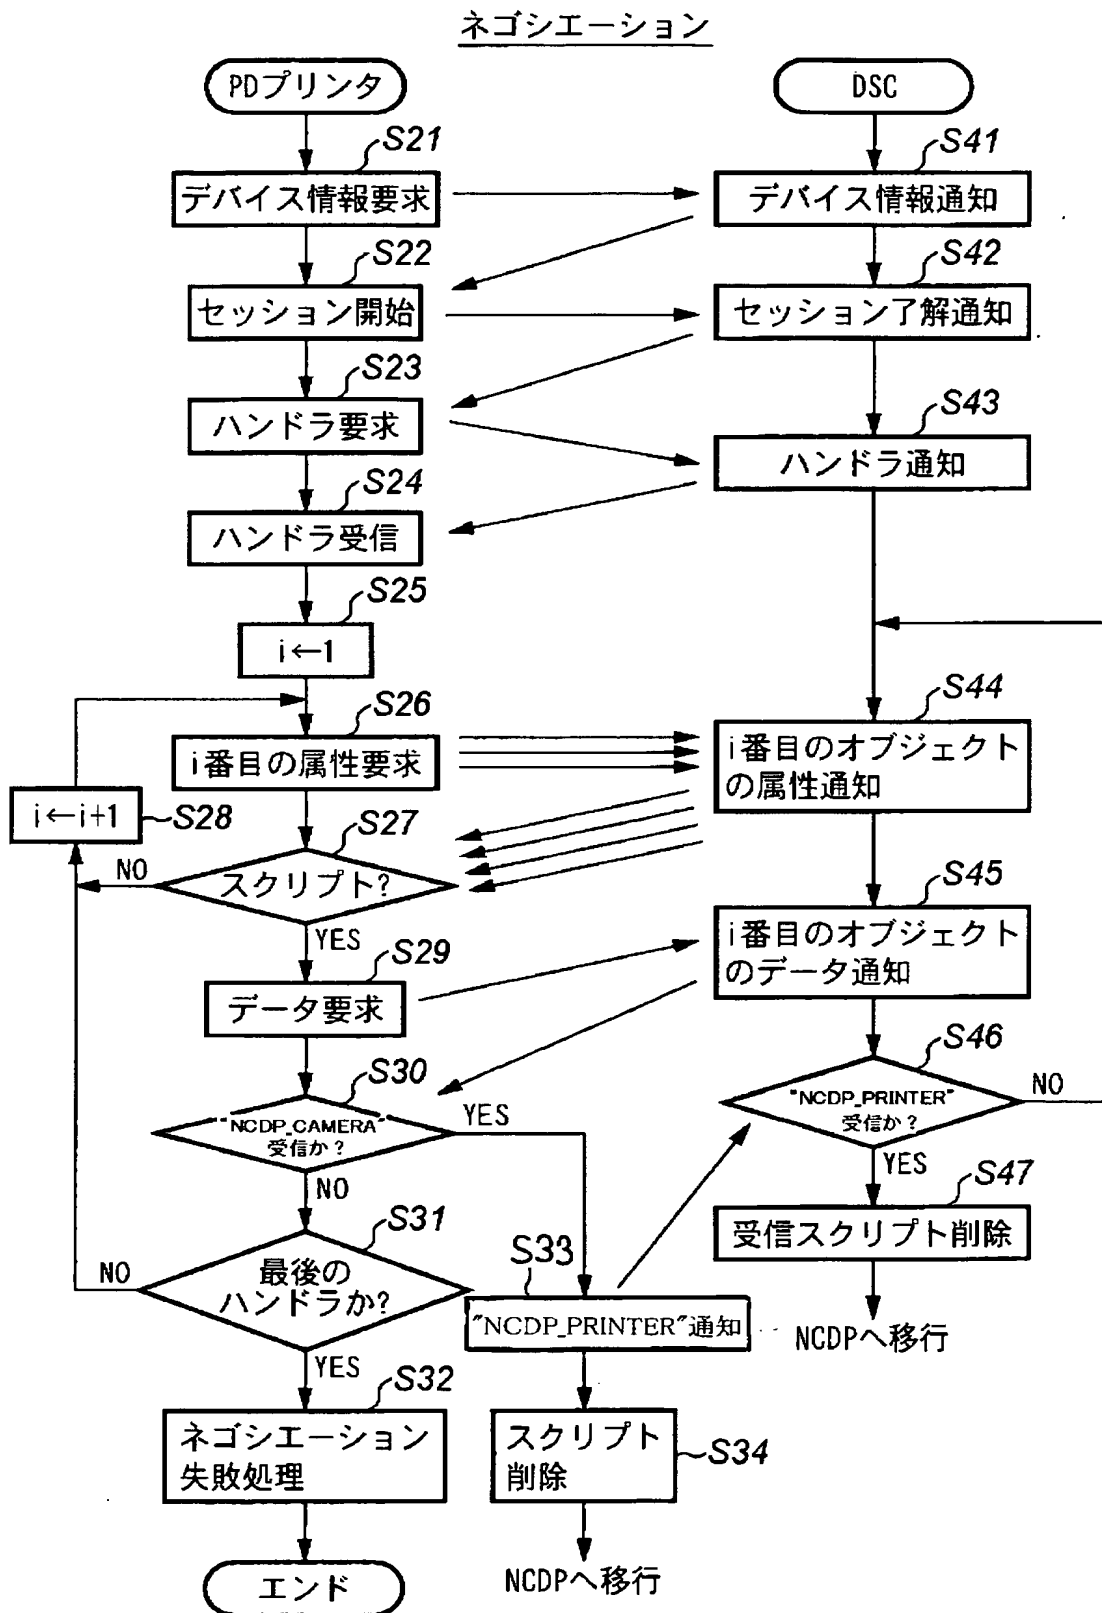 ネゴシエーション
PDプリンタ
DSC
S21
デバイス情報要求
S41
デバイス情報通知
S22
セッション開始
S42
セッション了解通知
S23
ハンドラ要求
S43
ハンドラ通知
S24
ハンドラ受信
S25
i←1
S26
i番目の属性要求
S44
i番目のオブジェクト
の属性通知
i←i+1
S28
S27
スクリプト?
NO
YES
S45
i番目のオブジェクト
のデータ通知
S29
データ要求
S30
"NCDP_CAMERA"
受信か?
YES
NO
S46
"NCDP_PRINTER"
受信か?
NO
YES
S31
最後の
ハンドラか?
NO
YES
S47
受信スクリプト削除
NCDPへ移行
S33
"NCDP_PRINTER"通知
S32
ネゴシエーション
失敗処理
スクリプト
削除
S34
NCDPへ移行
エンド